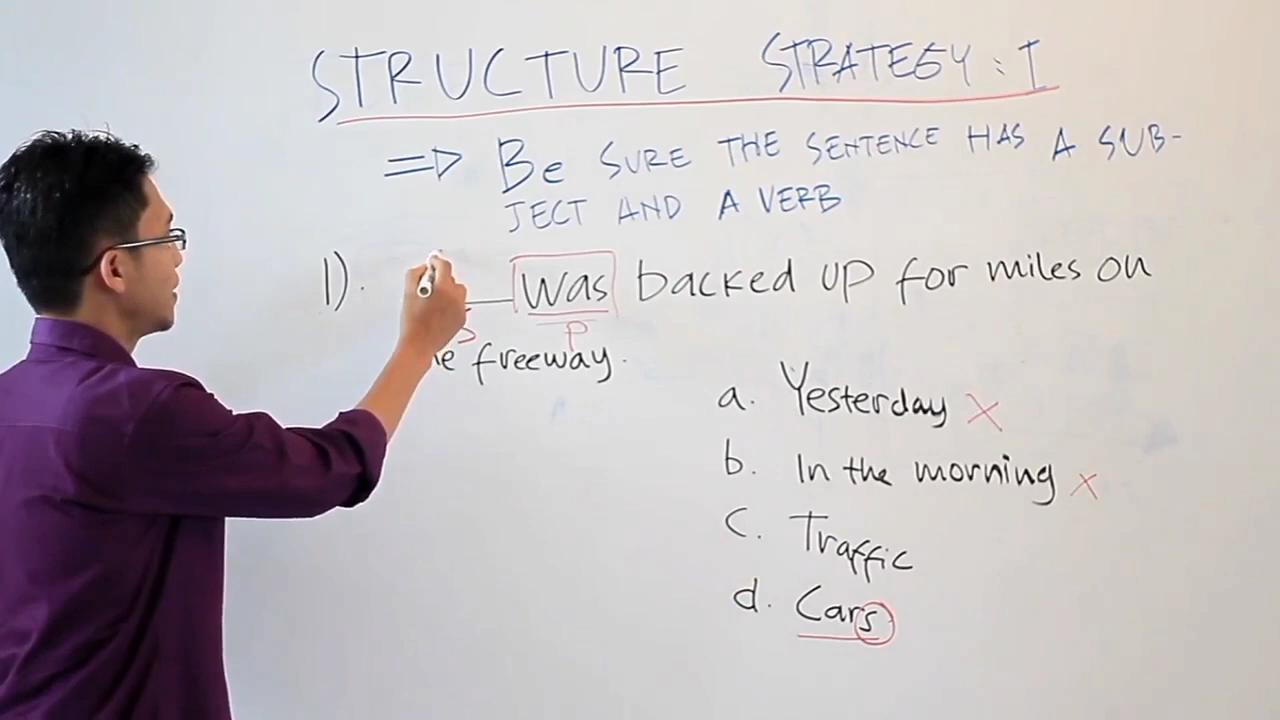 STRUCTURE STRATEGY: I
⇒ Be SURE THE SENTENCE HAS A SUB-
JECT AND A VERB
1). ____ was backed up for miles on
P
freeway.
a. Yesterday X
b. In the morning X
c. Traffic
d. Cars